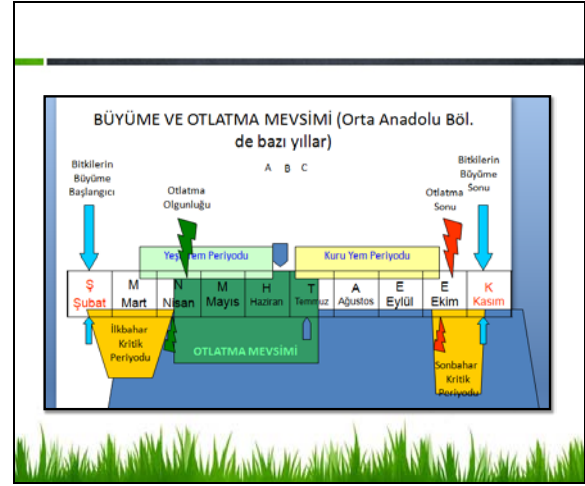 BÜYÜME VE OTLATMA MEVSİMİ (Orta Anadolu Böl.
de bazı yıllar)
A B C
Bitkilerin
Büyüme
Başlangıcı
Otlatma
Olgunluğu
Otlatma
Sonu
Bitkilerin
Büyüme
Sonu
Yeşil Yem Periyodu
Kuru Yem Periyodu
Ş M N M H T A E E K
Şubat Mart Nisan Mayıs Haziran Temmuz Ağustos Eylül Ekim Kasım
İlkbahar
Kritik
Periyodu
OTLATMA MEVSİMİ
Sonbahar
Kritik
Periyodu